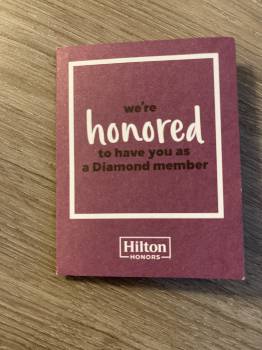 we're
honored
to have you as
a Diamond member
Hilton
HONORS